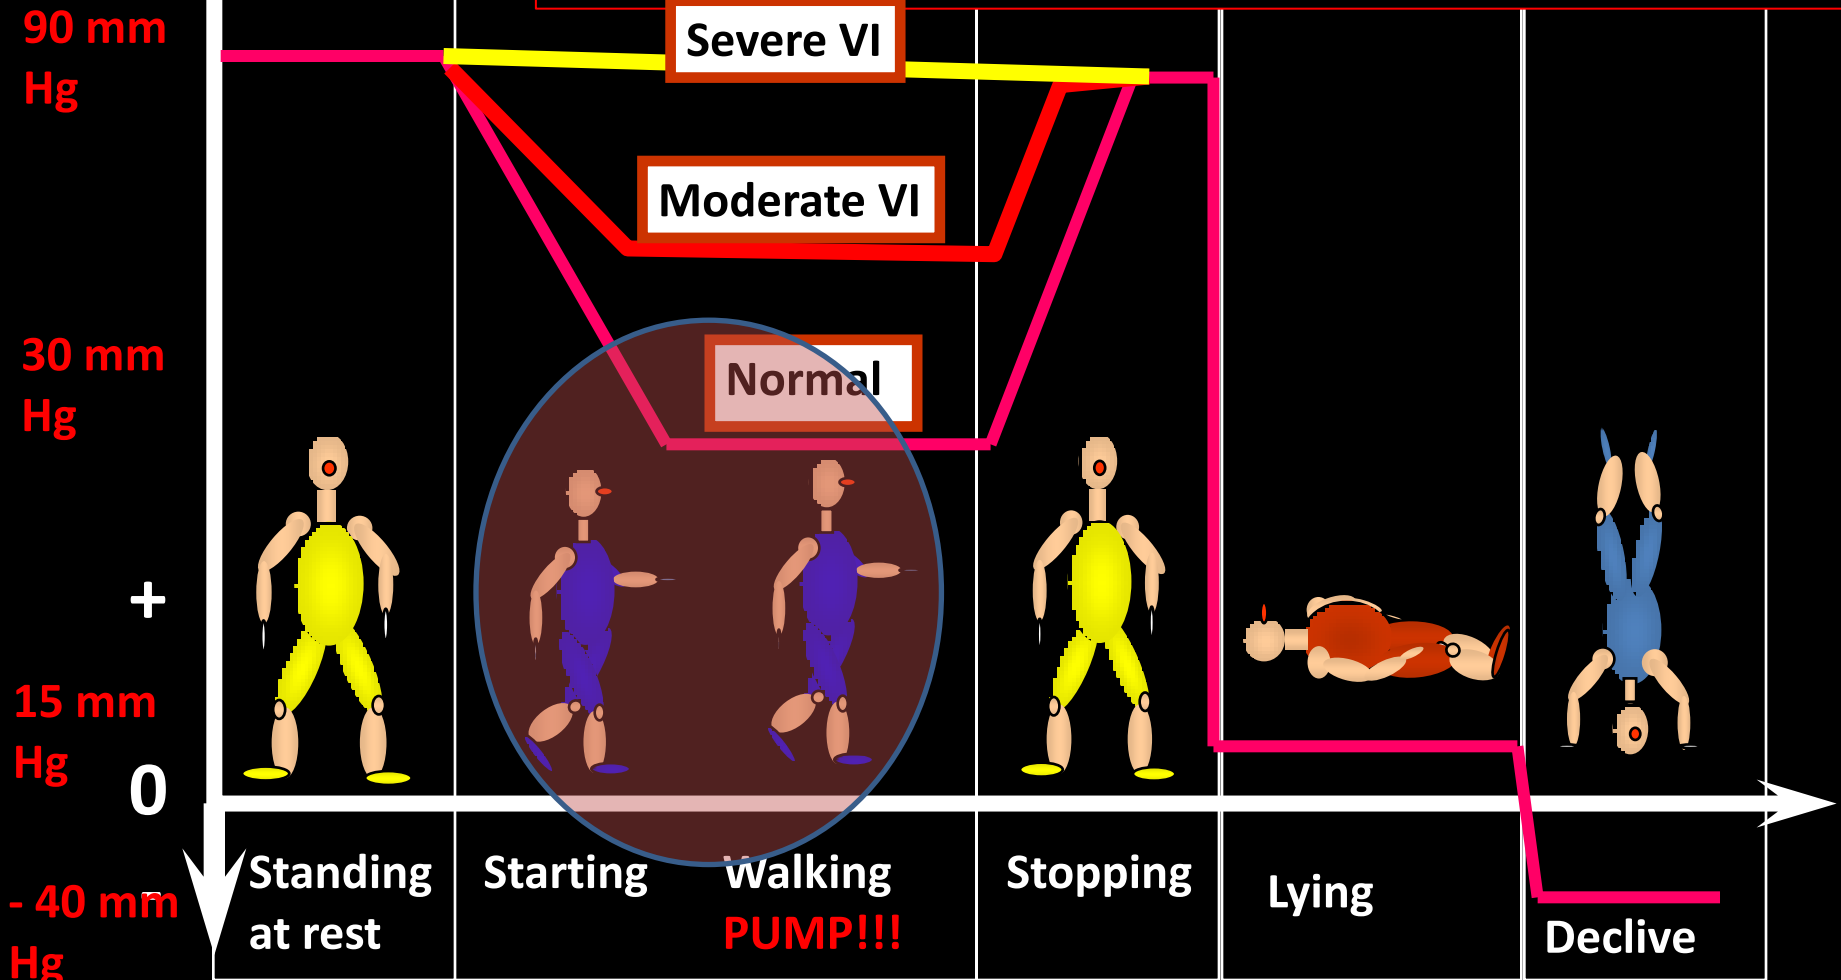 90 mm
Hg
Severe VI
Moderate VI
30 mm
Hg
Normal
+
15 mm
Hg
0
-
- 40 mm
Hg
Standing
at rest
Starting
Walking
PUMP!!!
Stopping
Lying
Declive